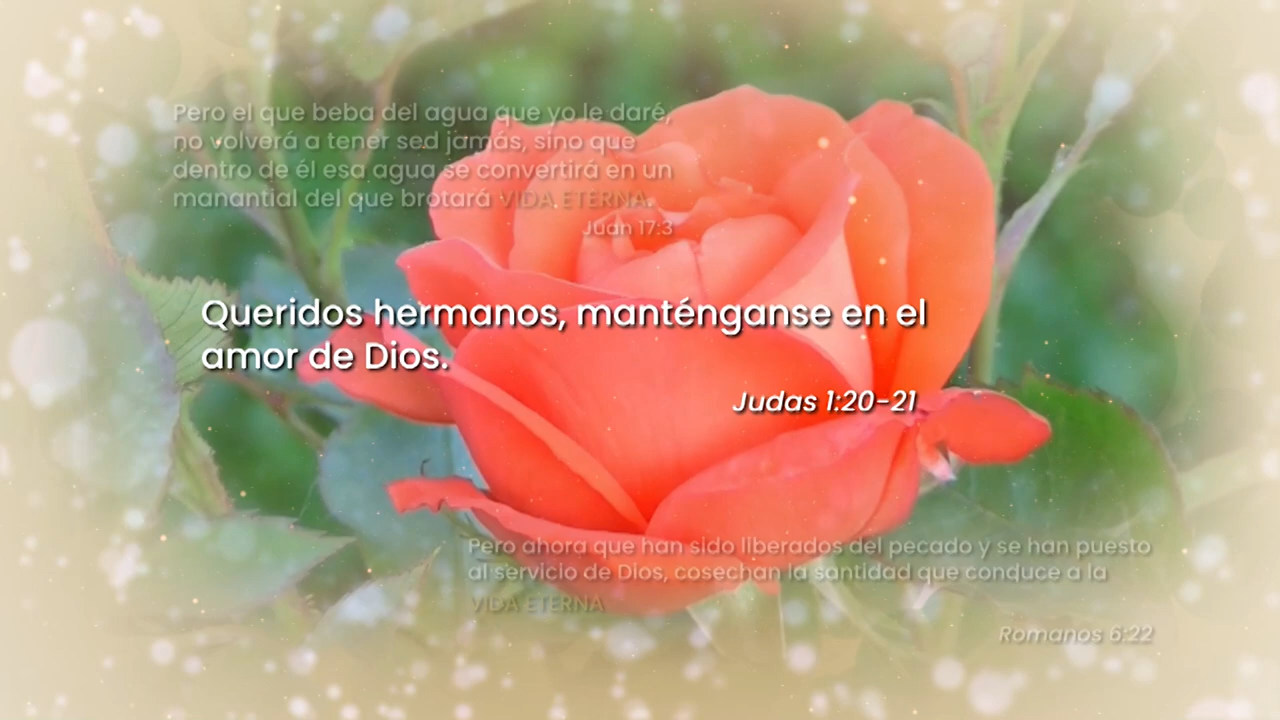 Pero el que beba del agua que yo le daré,
no volverá a tener sed jamás, sino que
dentro de él esa agua se convertirá en un
manantial del que brotará VIDA ETERNA.
Juan 17:3
Queridos hermanos, manténganse en el
amor de Dios.
Judas 1:20-21
Pero ahora que han sido liberados del pecado y se han puesto
al servicio de Dios, cosechan la santidad que conduce a la
VIDA ETERNA
Romanos 6:22